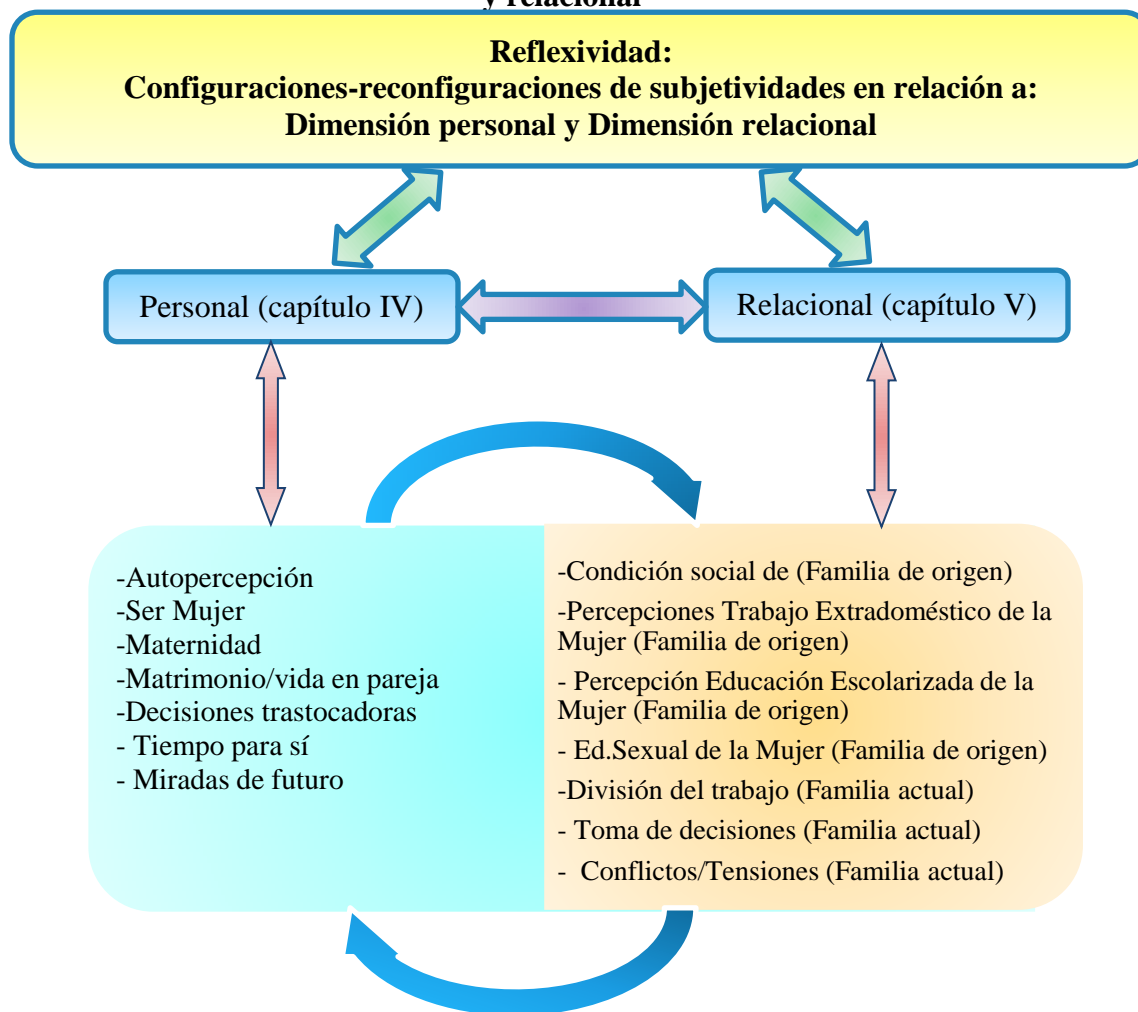 y relacional
Reflexividad:
Configuraciones-reconfiguraciones de subjetividades en relación a:
Dimensión personal y Dimensión relacional
Personal (capítulo IV)
Relacional (capítulo V)
-Autopercepción
-Ser Mujer
-Maternidad
-Matrimonio/vida en pareja
-Decisiones trastocadoras
- Tiempo para sí
- Miradas de futuro
-Condición social de (Familia de origen)
-Percepciones Trabajo Extradoméstico de la
Mujer (Familia de origen)
- Percepción Educación Escolarizada de la
Mujer (Familia de origen)
- Ed.Sexual de la Mujer (Familia de origen)
-División del trabajo (Familia actual)
- Toma de decisiones (Familia actual)
- Conflictos/Tensiones (Familia actual)